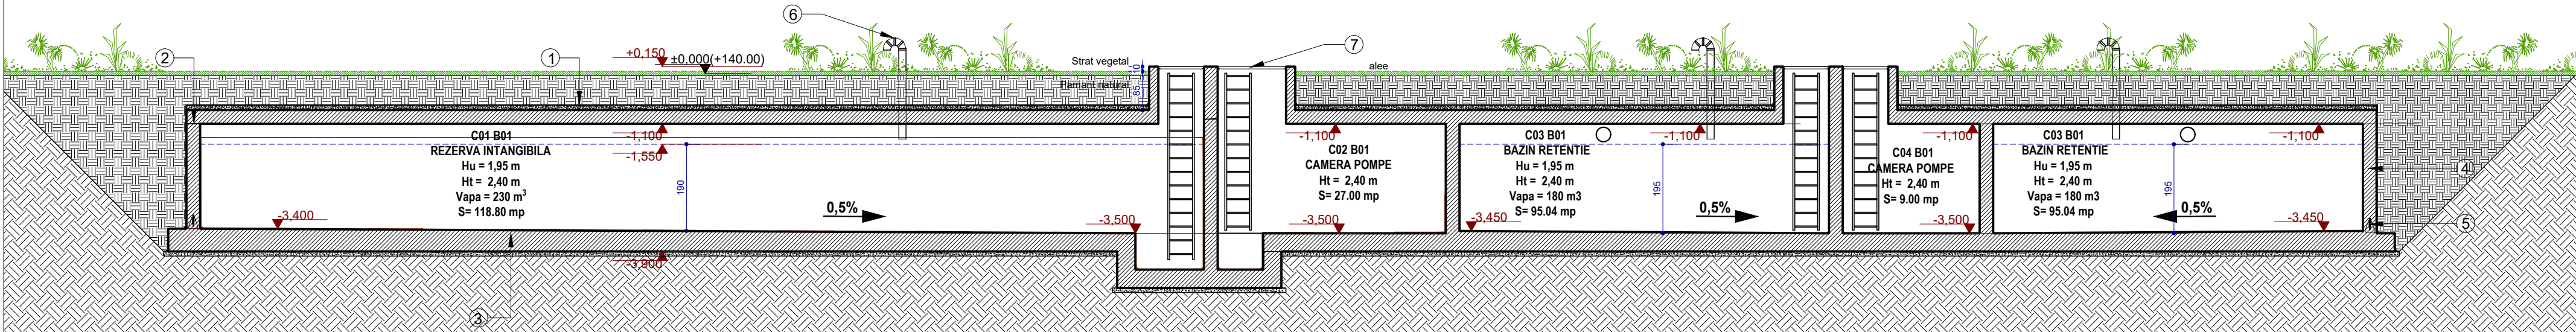 6
7
2
1
+0,150
±0.000(+140.00)
Strat vegetal
10
alee
Pamant natural
85
C01 B01
REZERVA INTANGIBILA
Hu = 1,95 m
Ht = 2,40 m
Vapa = 230 m³
S= 118.80 mp
-1,100
-1,550
190
-3,400
0,5%
-3,500
-3,900
3
-1,100
C02 B01
CAMERA POMPE
Ht = 2,40 m
S= 27.00 mp
-3,500
C03 B01
BAZIN RETENTIE
Hu = 1,95 m
Ht = 2,40 m
Vapa = 180 m3
S= 95.04 mp
-1,100
195
-3,450
0,5%
-1,100
C04 B01
CAMERA POMPE
Ht = 2,40 m
S= 9.00 mp
-3,500
C03 B01
BAZIN RETENTIE
Hu = 1,95 m
Ht = 2,40 m
Vapa = 180 m3
S= 95.04 mp
-1,100
195
0,5%
-3,450
4
5